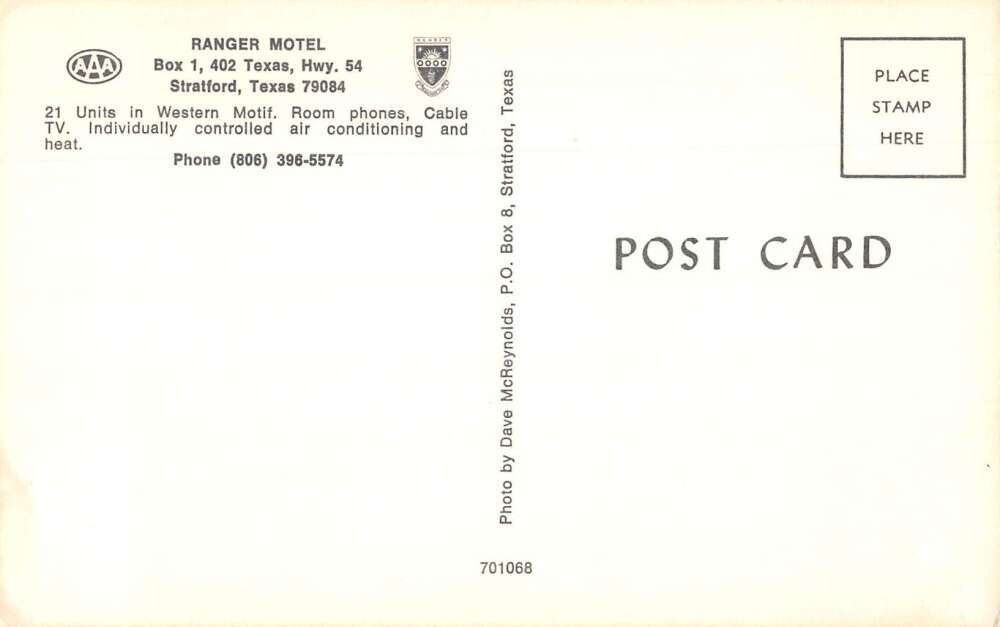 AAA
RANGER MOTEL
Box 1, 402 Texas, Hwy. 54
Stratford, Texas 79084
21 Units in Western Motif. Room phones, Cable
TV. Individually controlled air conditioning and
heat.
Phone (806) 396-5574
Photo by Dave McReynolds, P.O. Box 8, Stratford, Texas
701068
PLACE
STAMP
HERE
POST CARD